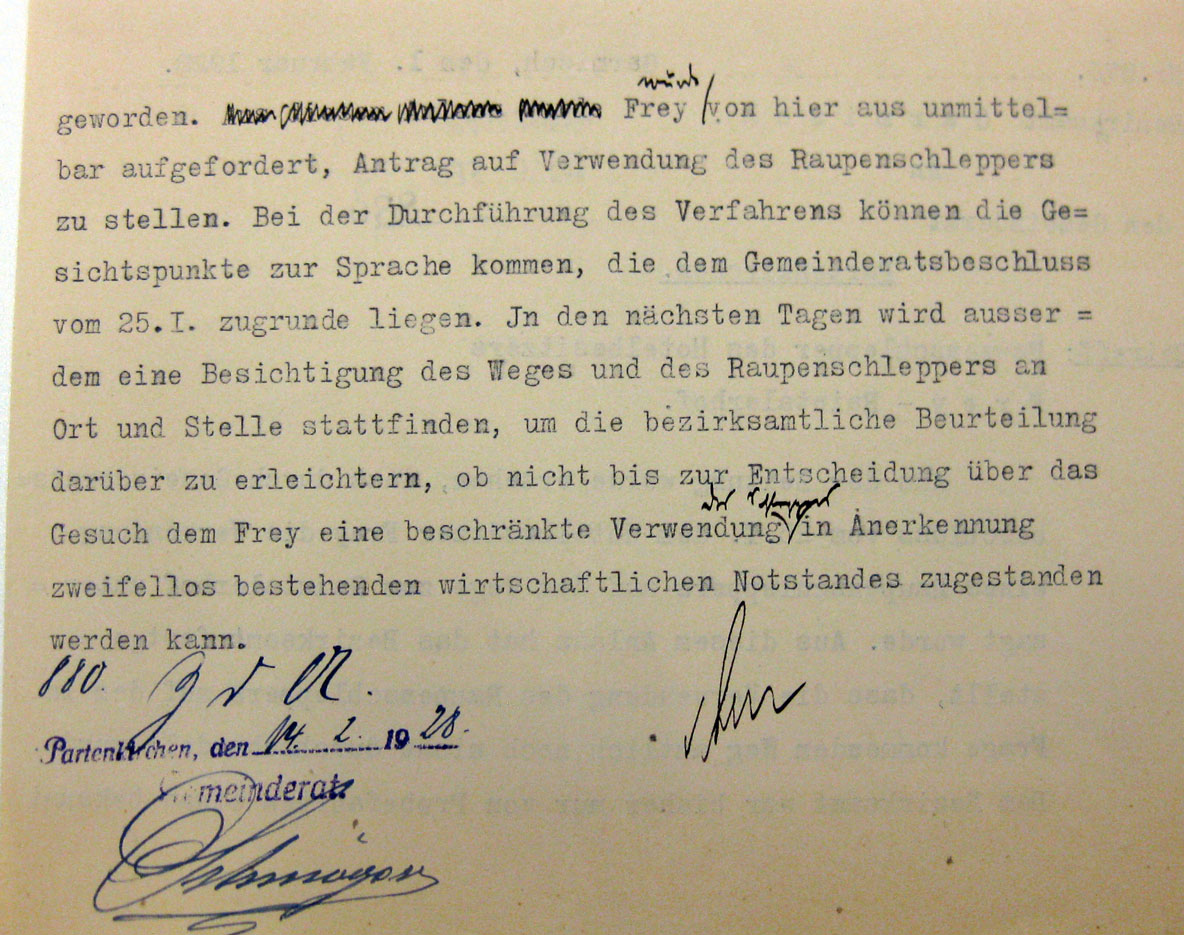 geworden. Frey wurde von hier aus unmittel=
bar aufgefordert, Antrag auf Verwendung des Raupenschleppers
zu stellen. Bei der Durchführung des Verfahrens können die Ge=
sichtspunkte zur Sprache kommen, die dem Gemeinderatsbeschluss
vom 25.I. zugrunde liegen. Jn den nächsten Tagen wird ausser =
dem eine Besichtigung des Weges und des Raupenschleppers an
Ort und Stelle stattfinden, um die bezirksamtliche Beurteilung
darüber zu erleichtern, ob nicht bis zur Entscheidung über das
Gesuch dem Frey eine beschränkte Verwendung des Schleppers in Anerkennung
zweifellos bestehenden wirtschaftlichen Notstandes zugestanden
werden kann.
880.
Partenkirchen, den 14. 2. 1928.
Gemeinderat: